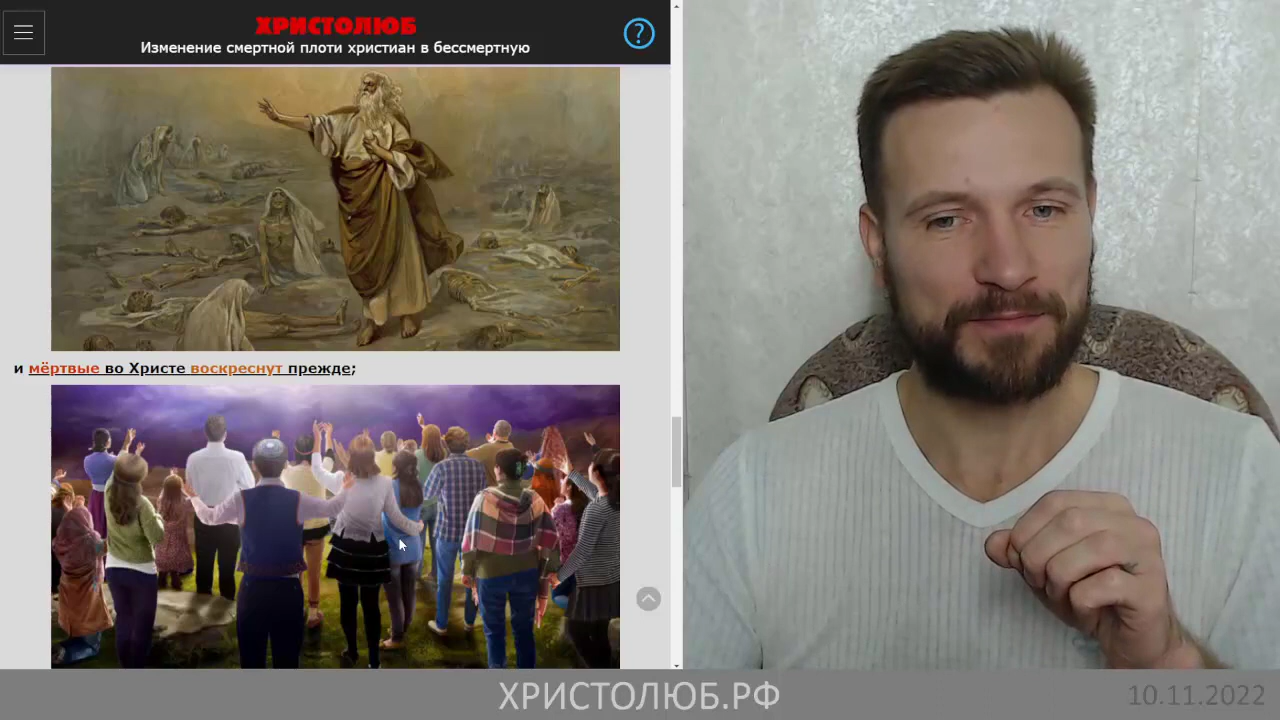 ХРИСТОЛЮБ
Изменение смертной плоти христиан в бессмертную
?
и мёртвые во Христе воскреснут прежде;
ХРИСТОЛЮБ.РФ
10.11.2022